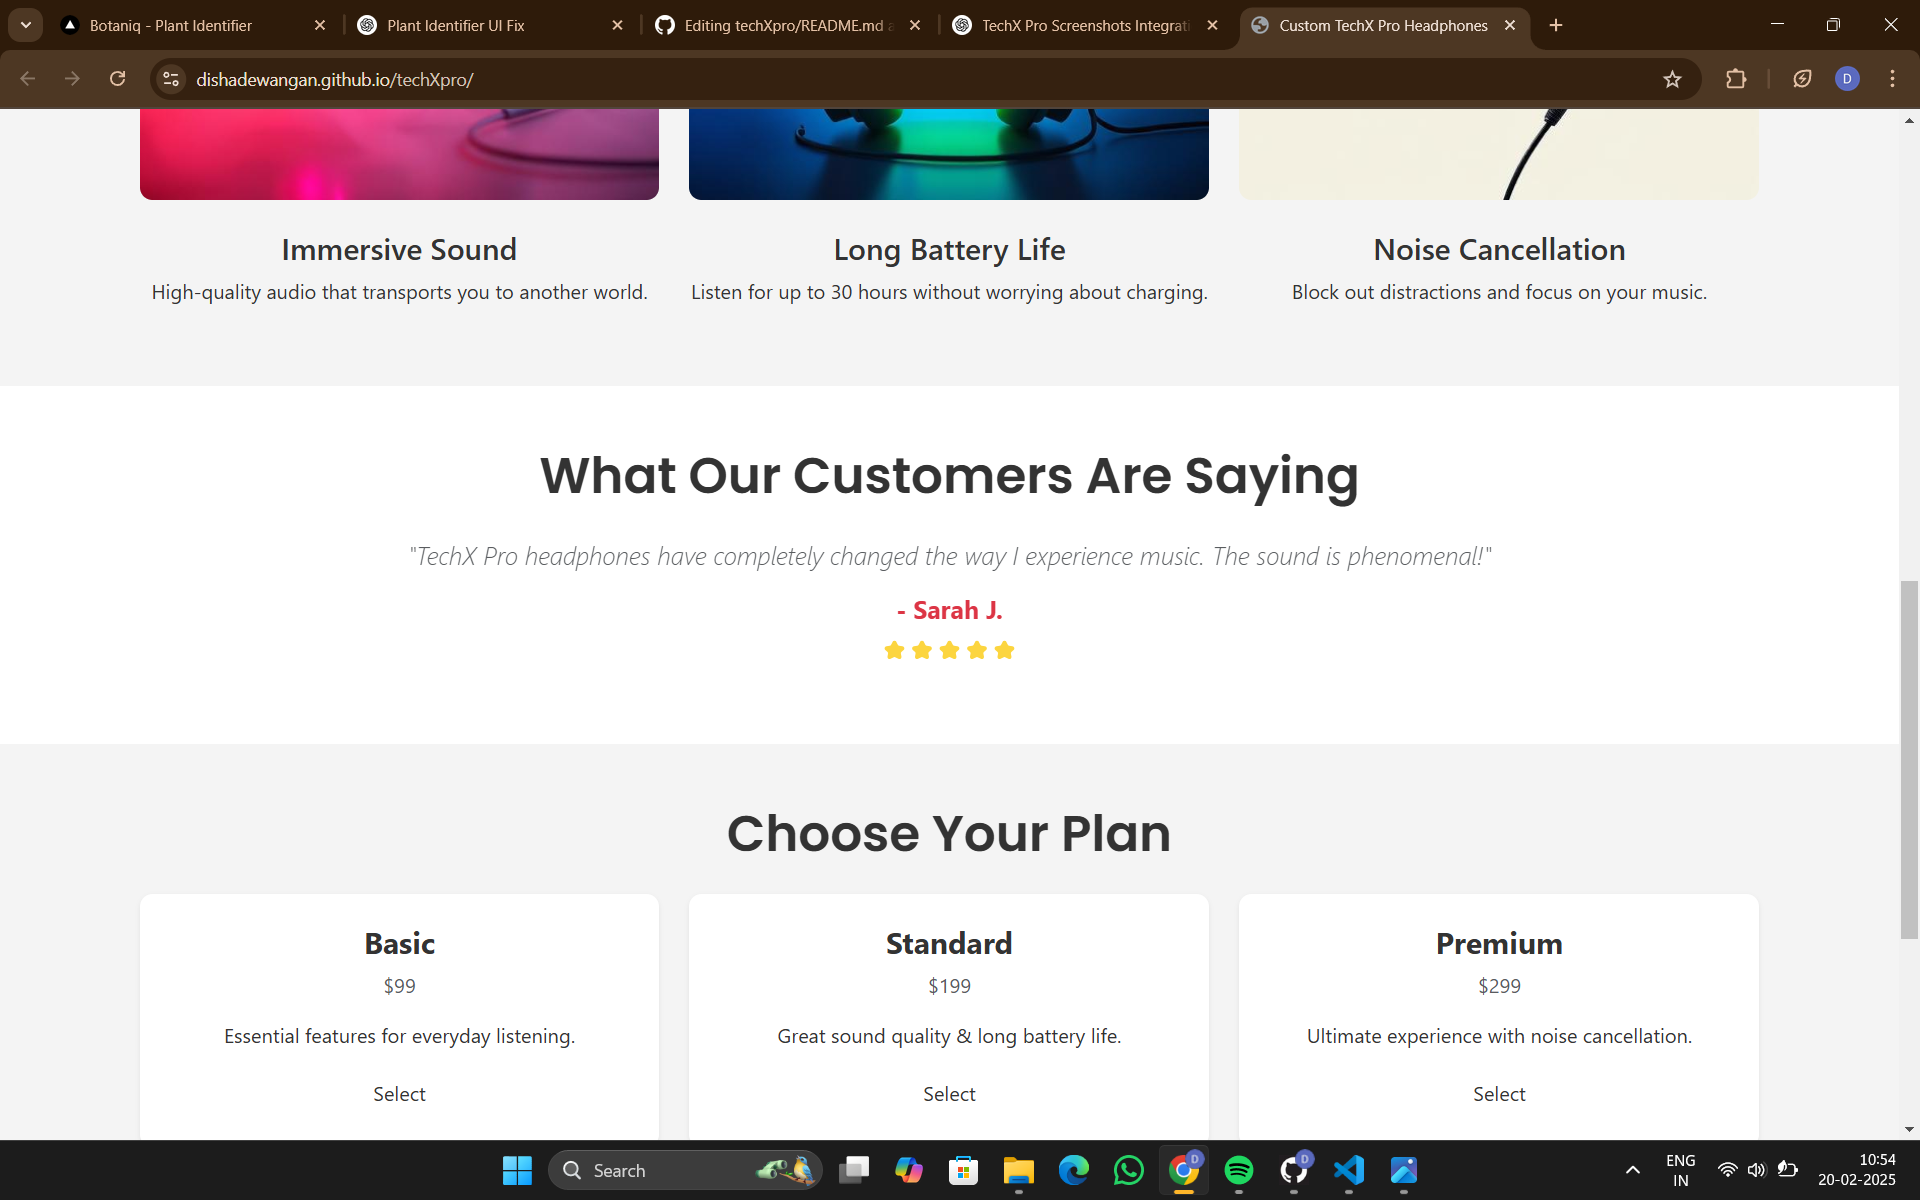 Botaniq - Plant Identifier
Plant Identifier UI Fix
Editing techXpro/README.md a
TechX Pro Screenshots Integrati
Custom TechX Pro Headphones
dishadewangan.github.io/techXpro/
D
Immersive Sound
Long Battery Life
Noise Cancellation
High-quality audio that transports you to another world.
Listen for up to 30 hours without worrying about charging.
Block out distractions and focus on your music.
What Our Customers Are Saying
"TechX Pro headphones have completely changed the way I experience music. The sound is phenomenal!"
- Sarah J.
Choose Your Plan
Basic
Standard
Premium
$99
$199
$299
Essential features for everyday listening.
Great sound quality & long battery life.
Ultimate experience with noise cancellation.
Select
Select
Select
Search
D
D
ENG
IN
10:54
20-02-2025